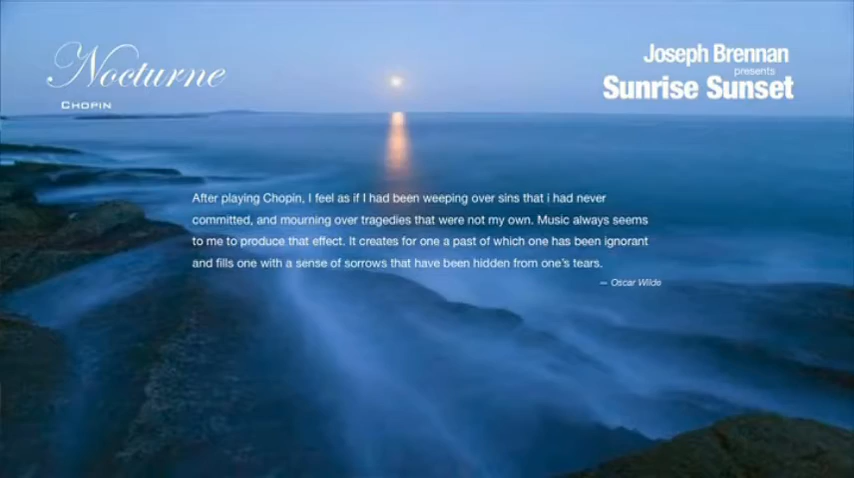 Nocturne
CHOPIN
Joseph Brennan
presents
Sunrise Sunset
After playing Chopin, I feel as if I had been weeping over sins that i had never
committed, and mourning over tragedies that were not my own. Music always seems
to me to produce that effect. It creates for one a past of which one has been ignorant
and fills one with a sense of sorrows that have been hidden from one's tears.
— Oscar Wilde